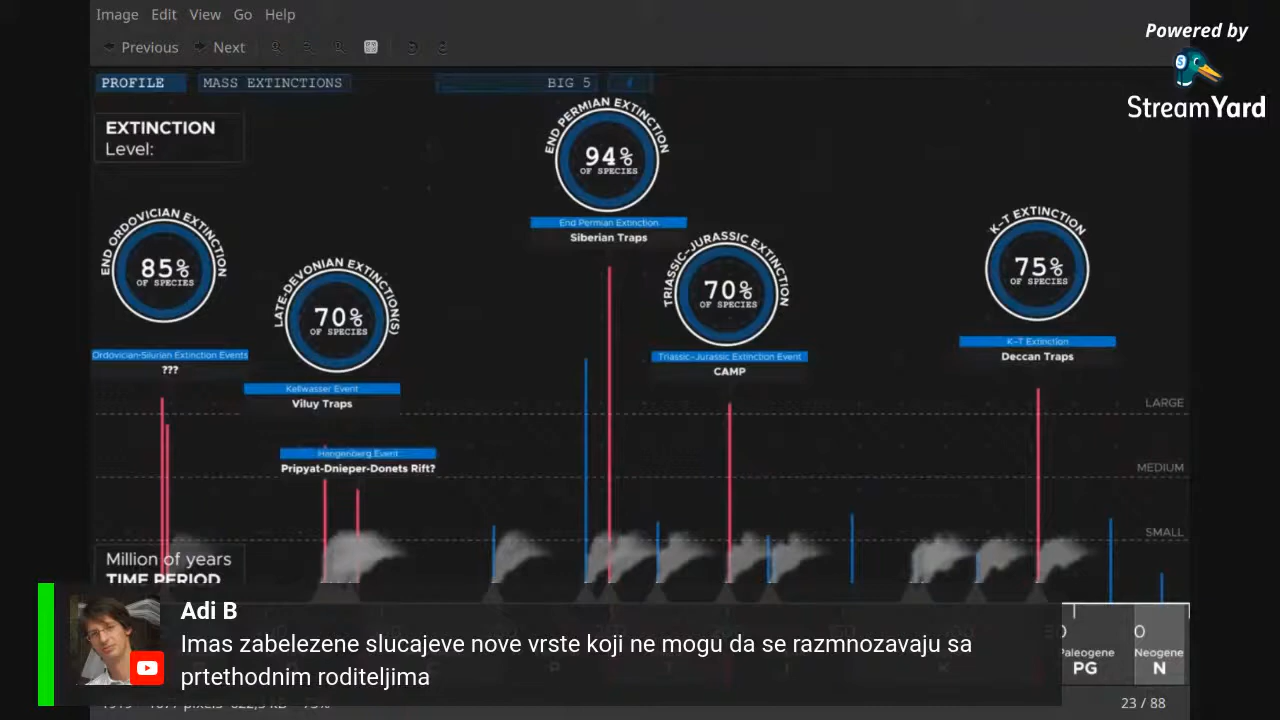 Image Edit View Go Help
Powered by
StreamYard
Previous Next
PROFILE MASS EXTINCTIONS BIG 5
EXTINCTION
Level:
END ORDOVICIAN EXTINCTION
85%
OF SPECIES
Ordovician-Silurian Extinction Events
???
LATE-DEVONIAN EXTINCTION(S)
70%
OF SPECIES
Kellwasser Event
Viluy Traps
Hangenberg Event
Pripyat-Dnieper-Donets Rift?
END PERMIAN EXTINCTION
94%
OF SPECIES
End Permian Extinction
Siberian Traps
TRIASSIC-JURASSIC EXTINCTION
70%
OF SPECIES
Triassic-Jurassic Extinction Event
CAMP
K-T EXTINCTION
75%
OF SPECIES
K-T Extinction
Deccan Traps
LARGE
MEDIUM
SMALL
Million of years
TIME PERIOD
Adi B
Imas zabelezene slucajeve nove vrste koji ne mogu da se razmnozavaju sa
prtethodnim roditeljima
0
Paleogene Neogene
PG N
23 / 88